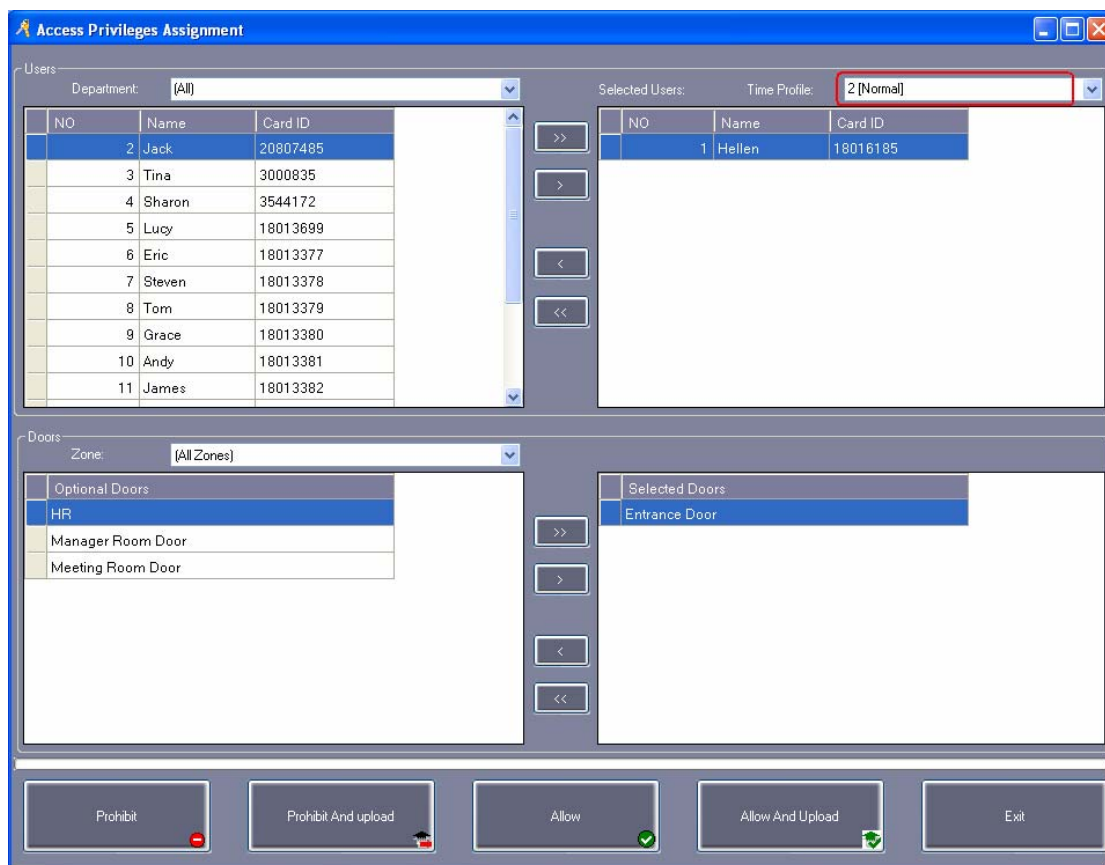 Access Privileges Assignment
Users
Department: (All)
Selected Users: Time Profile: 2 [Normal]
NO Name Card ID
2 Jack 20807485
3 Tina 3000835
4 Sharon 3544172
5 Lucy 18013699
6 Eric 18013377
7 Steven 18013378
8 Tom 18013379
9 Grace 18013380
10 Andy 18013381
11 James 18013382
>>
>
<
<<
NO Name Card ID
1 Hellen 18016185
Doors
Zone: (All Zones)
Optional Doors
HR
Manager Room Door
Meeting Room Door
>>
>
<
<<
Selected Doors
Entrance Door
Prohibit
Prohibit And upload
Allow
Allow And Upload
Exit